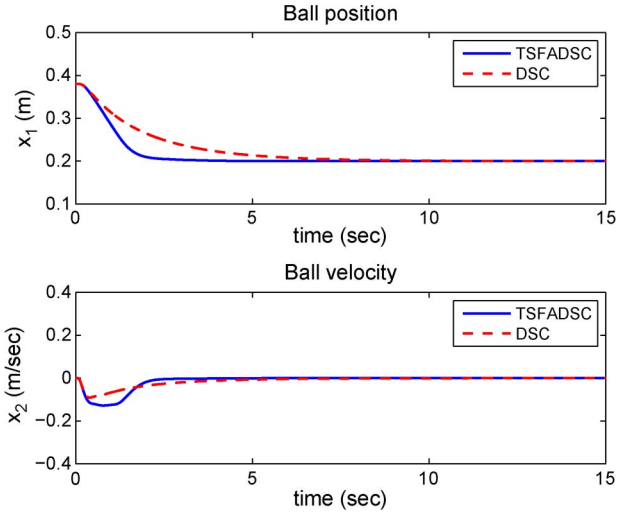 Ball position
0.5
0.4
0.3
0.2
0.1
x1 (m)
TSFADSC
DSC
0 5 10 15
time (sec)
Ball velocity
0.4
0.2
0
−0.2
−0.4
x2 (m/sec)
TSFADSC
DSC
0 5 10 15
time (sec)